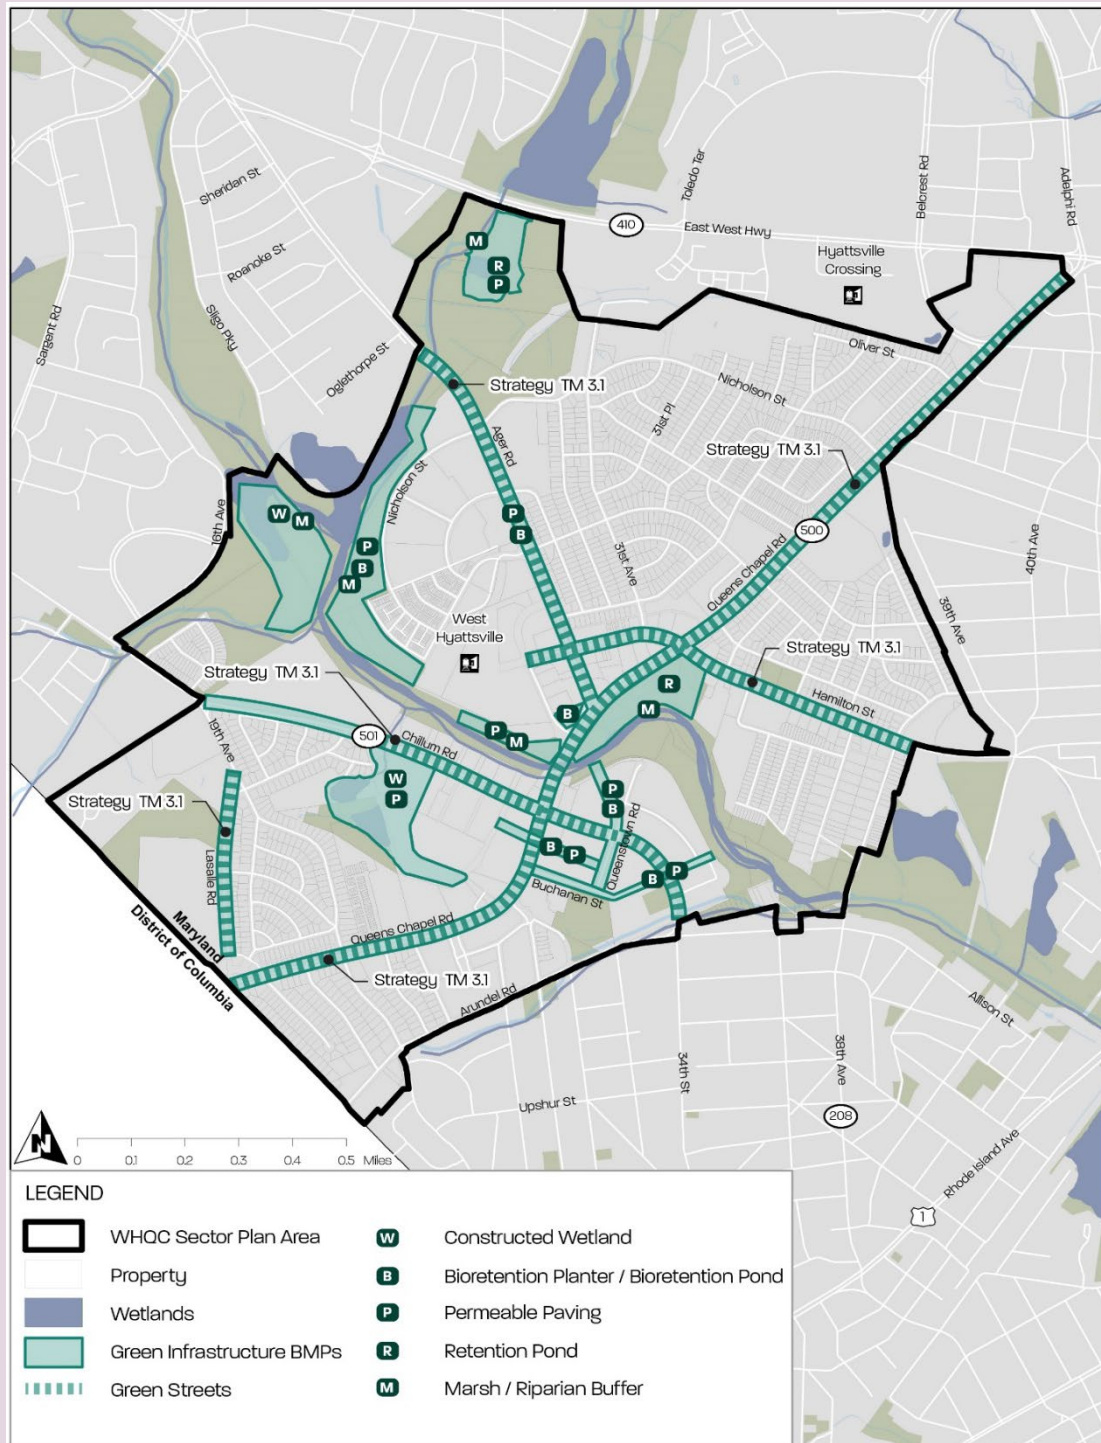 Sheridan St
Roanoke St
Sligo Pky
Sargent Rd
Oglethorpe St
Toledo Ter
Belcrest Rd
Adelphi Rd
410
East West Hwy
Hyattsville
Crossing
M
R
P
Oliver St
Strategy TM 3.1
Nicholson St
31st Pl
Ager Rd
Strategy TM 3.1
Nicholson St
16th Ave
W
M
P
B
P
B
M
500
31st Ave
Queens Chapel Rd
40th Ave
39th Ave
West
Hyattsville
Strategy TM 3.1
Strategy TM 3.1
R
Hamilton St
B
M
19th Ave
501
Chillum Rd
P
M
W
P
Strategy TM 3.1
P
B
Lasalle Rd
Queenstown Rd
B
P
P
B
Buchanan St
Queens Chapel Rd
Maryland
District of Columbia
Strategy TM 3.1
Arundel Rd
Allison St
34th St
38th Ave
Upshur St
208
Rhode Island Ave
1
N
0 0.1 0.2 0.3 0.4 0.5 Miles
LEGEND
WHQC Sector Plan Area
Property
Wetlands
Green Infrastructure BMPs
Green Streets
W Constructed Wetland
B Bioretention Planter / Bioretention Pond
P Permeable Paving
R Retention Pond
M Marsh / Riparian Buffer